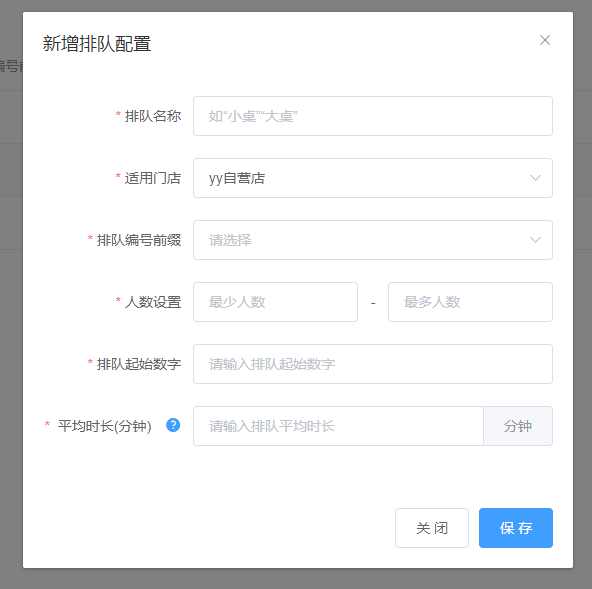 新增排队配置
编号前
* 排队名称 如“小桌”“大桌”
* 适用门店 yy自营店
* 排队编号前缀 请选择
* 人数设置 最少人数 - 最多人数
* 排队起始数字 请输入排队起始数字
* 平均时长(分钟) ? 请输入排队平均时长 分钟
关 闭 保 存